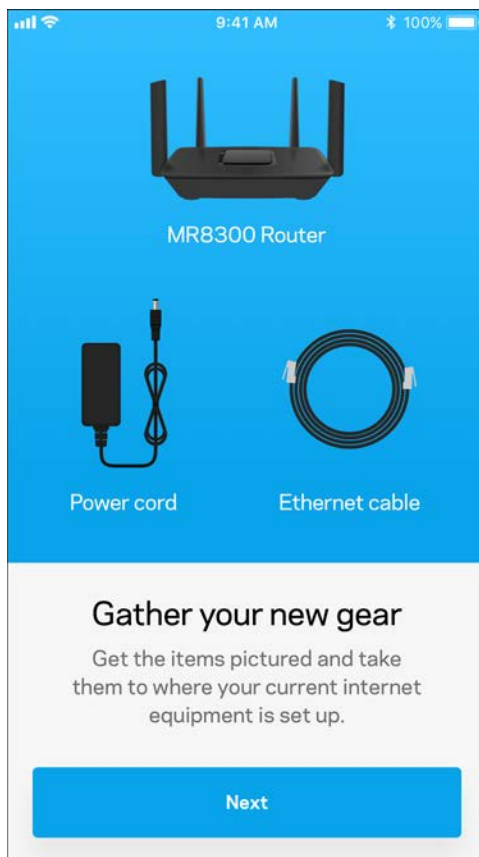 9:41 AM
100%
MR8300 Router
Power cord
Ethernet cable
Gather your new gear
Get the items pictured and take
them to where your current internet
equipment is set up.
Next